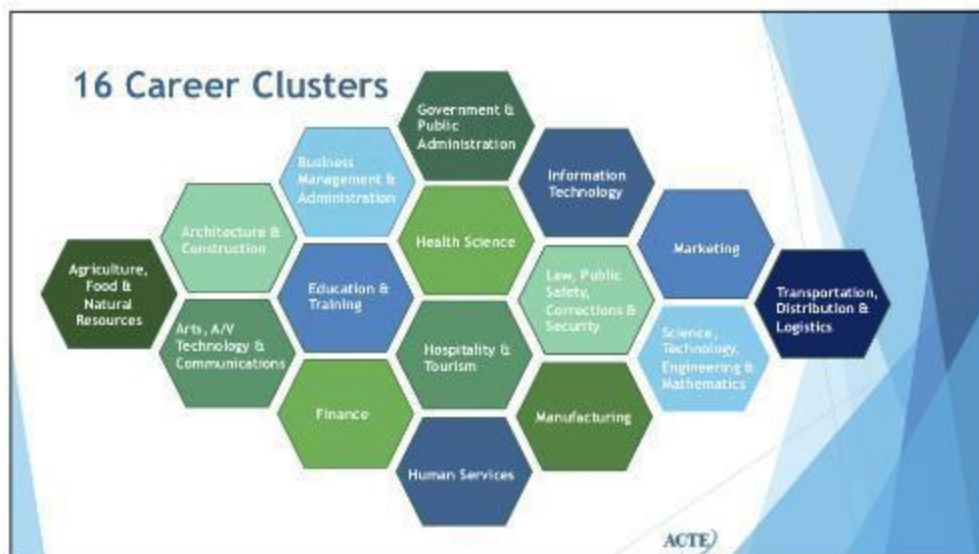 16 Career Clusters
Government &
Public
Administration
Business
Management &
Administration
Information
Technology
Architecture &
Construction
Health Science
Marketing
Agriculture,
Food &
Natural
Resources
Education &
Training
Law, Public
Safety,
Corrections &
Security
Transportation,
Distribution &
Logistics
Arts, A/V
Technology &
Communications
Hospitality &
Tourism
Science,
Technology,
Engineering &
Mathematics
Finance
Manufacturing
Human Services
ACTE